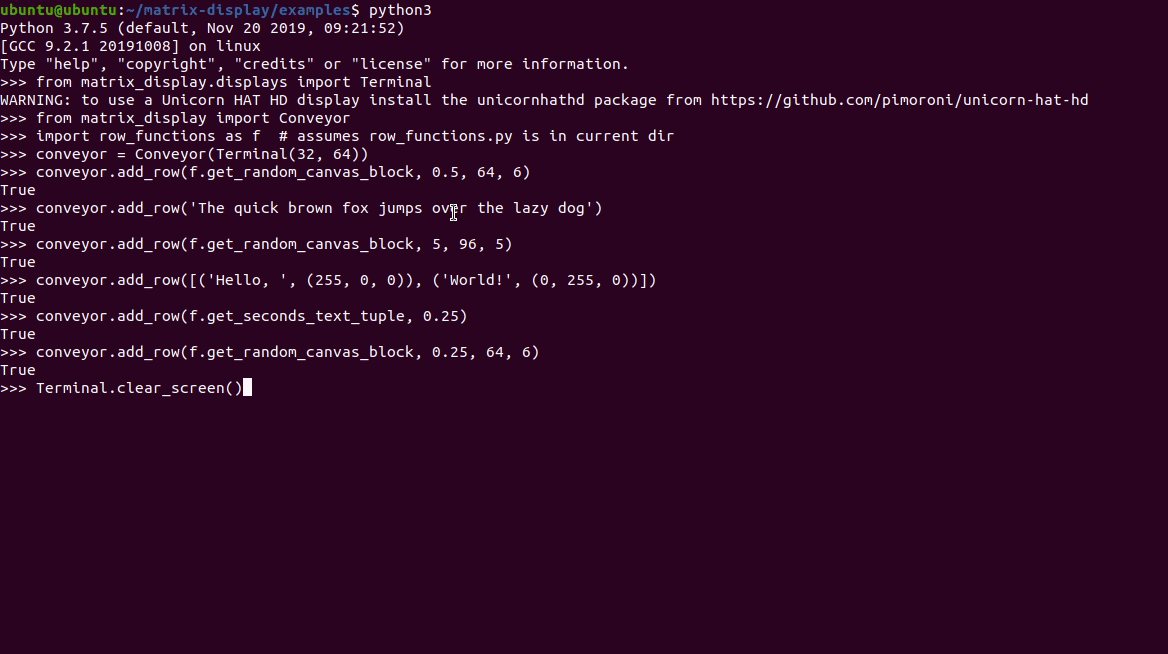 ubuntu@ubuntu:~/matrix-display/examples$ python3
Python 3.7.5 (default, Nov 20 2019, 09:21:52)
[GCC 9.2.1 20191008] on linux
Type "help", "copyright", "credits" or "license" for more information.
>>> from matrix_display.displays import Terminal
WARNING: to use a Unicorn HAT HD display install the unicornhathd package from https://github.com/pimoroni/unicorn-hat-hd
>>> from matrix_display import Conveyor
>>> import row_functions as f  # assumes row_functions.py is in current dir
>>> conveyor = Conveyor(Terminal(32, 64))
>>> conveyor.add_row(f.get_random_canvas_block, 0.5, 64, 6)
True
>>> conveyor.add_row('The quick brown fox jumps over the lazy dog')
True
>>> conveyor.add_row(f.get_random_canvas_block, 5, 96, 5)
True
>>> conveyor.add_row([('Hello, ', (255, 0, 0)), ('World!', (0, 255, 0))])
True
>>> conveyor.add_row(f.get_seconds_text_tuple, 0.25)
True
>>> conveyor.add_row(f.get_random_canvas_block, 0.25, 64, 6)
True
>>> Terminal.clear_screen()